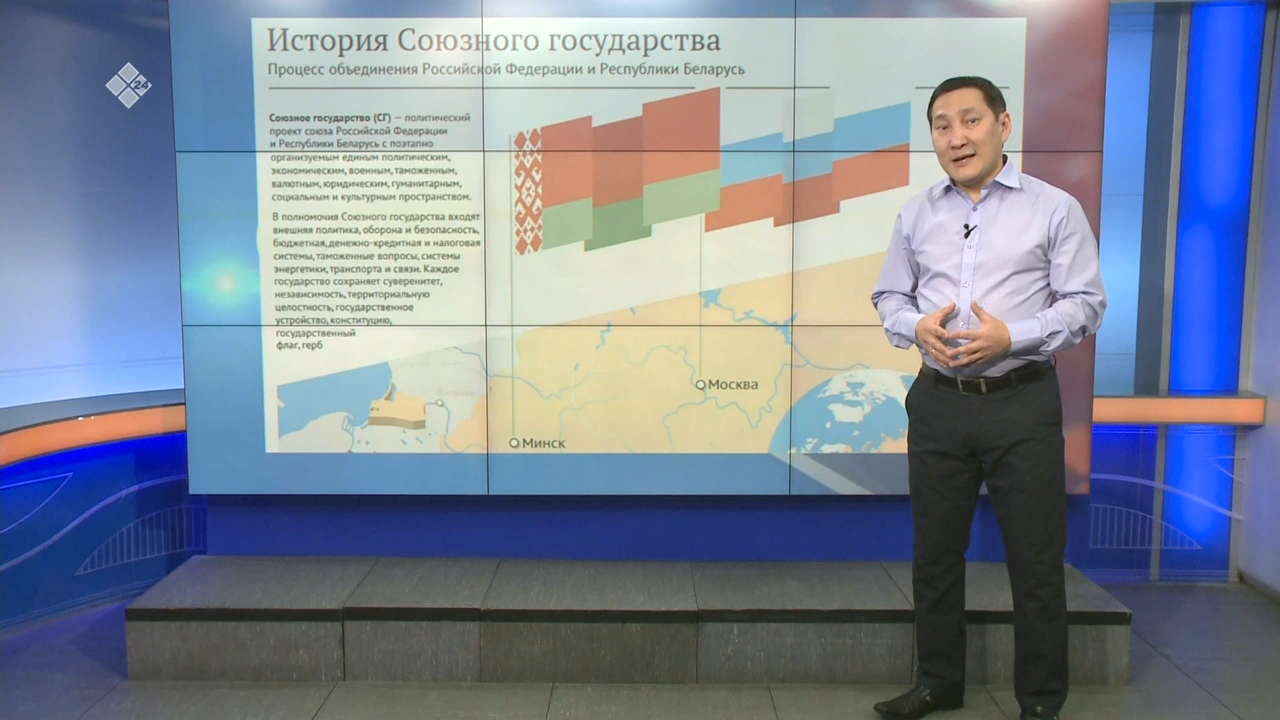 24
История Союзного государства
Процесс объединения Российской Федерации и Республики Беларусь
Союзное государство (СГ) — политический
проект союза Российской Федерации
и Республики Беларусь с поэтапно
организуемым единым политическим,
экономическим, военным, таможенным,
валютным, юридическим, гуманитарным,
социальным и культурным пространством.
В полномочия Союзного государства входят
внешняя политика, оборона и безопасность,
бюджетная, денежно-кредитная и налоговая
системы, таможенные вопросы, системы
энергетики, транспорта и связи. Каждое
государство сохраняет суверенитет,
независимость, территориальную
целостность, государственное
устройство, конституцию,
государственный
флаг, герб
Москва
Минск